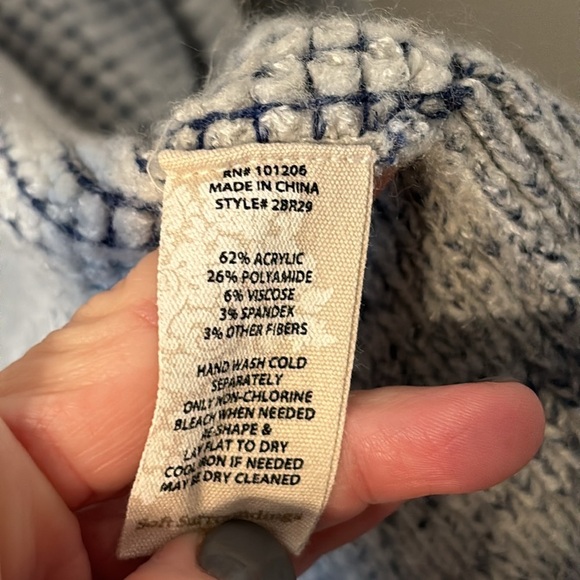 RN# 101206
MADE IN CHINA
STYLE# 2BR29
62% ACRYLIC
26% POLYAMIDE
6% VISCOSE
3% SPANDEX
3% OTHER FIBERS
HAND WASH COLD
SEPARATELY
ONLY NON-CHLORINE
BLEACH WHEN NEEDED
RE-SHAPE &
LAY FLAT TO DRY
COOL IRON IF NEEDED
MAY BE DRY CLEANED
Soft Surroundings